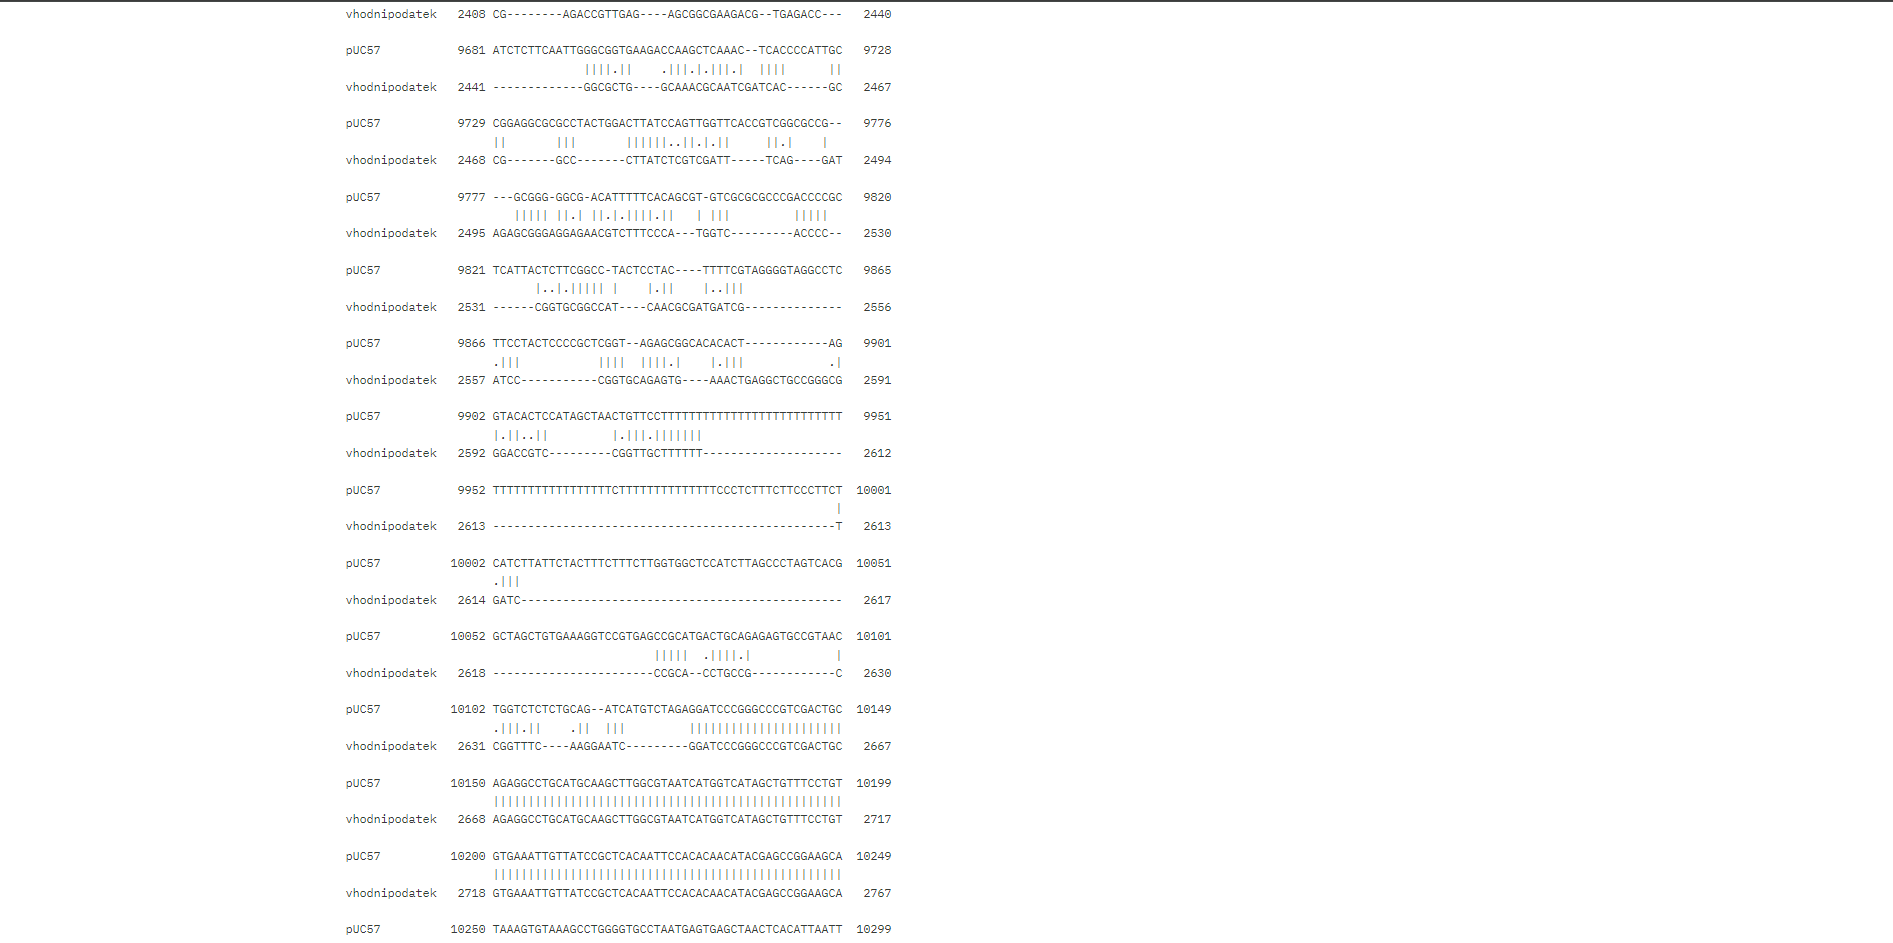 vhodnipodatek 2408 CG--------AGACCGTTGAG----AGCGGCGAAGACG--TGAGACC--- 2440
pUC57 9681 ATCTCTTCAATTGGGCGGTGAAGACCAAGCTCAAAC--TCACCCCATTGC 9728
||||.|| .|||.|.|||.| |||| ||
vhodnipodatek 2441 -------------GGCGCTG----GCAAACGCAATCGATCAC------GC 2467
pUC57 9729 CGGAGGCGCGCCTACTGGACTTATCCAGTTGGTTCACCGTCGGCGCCG-- 9776
|| ||| ||||||..||.|.|| ||.| |
vhodnipodatek 2468 CG-------GCC-------CTTATCTCGTCGATT-----TCAG----GAT 2494
pUC57 9777 ---GCGGG-GGCG-ACATTTTTCACAGCGT-GTCGCGCGCCCGACCCCGC 9820
||||| ||.| ||.|.||||.|| | ||| |||||
vhodnipodatek 2495 AGAGCGGGAGGAGAACGTCTTTCCCA---TGGTC---------ACCCC-- 2530
pUC57 9821 TCATTACTCTTCGGCC-TACTCCTAC----TTTTCGTAGGGGTAGGCCTC 9865
|..|.||||| | |.|| |..|||
vhodnipodatek 2531 ------CGGTGCGGCCAT----CAACGCGATGATCG-------------- 2556
pUC57 9866 TTCCTACTCCCCGCTCGGT--AGAGCGGCACACACT------------AG 9901
.||| |||| ||||.| |.||| .|
vhodnipodatek 2557 ATCC-----------CGGTGCAGAGTG----AAACTGAGGCTGCCGGGCG 2591
pUC57 9902 GTACACTCCATAGCTAACTGTTCCTTTTTTTTTTTTTTTTTTTTTTTTTT 9951
|.||..|| |.|||.|||||||
vhodnipodatek 2592 GGACCGTC---------CGGTTGCTTTTTT-------------------- 2612
pUC57 9952 TTTTTTTTTTTTTTTTTCTTTTTTTTTTTTTTCCCTCTTTCTTCCCTTCT 10001
|
vhodnipodatek 2613 -------------------------------------------------T 2613
pUC57 10002 CATCTTATTCTACTTTCTTTCTTGGTGGCTCCATCTTAGCCCTAGTCACG 10051
.|||
vhodnipodatek 2614 GATC---------------------------------------------- 2617
pUC57 10052 GCTAGCTGTGAAAGGTCCGTGAGCCGCATGACTGCAGAGAGTGCCGTAAC 10101
||||| .||||.| |
vhodnipodatek 2618 -----------------------CCGCA--CCTGCCG------------C 2630
pUC57 10102 TGGTCTCTCTGCAG--ATCATGTCTAGAGGATCCCGGGCCCGTCGACTGC 10149
.|||.|| .|| ||| ||||||||||||||||||||||
vhodnipodatek 2631 CGGTTTC----AAGGAATC---------GGATCCCGGGCCCGTCGACTGC 2667
pUC57 10150 AGAGGCCTGCATGCAAGCTTGGCGTAATCATGGTCATAGCTGTTTCCTGT 10199
||||||||||||||||||||||||||||||||||||||||||||||||||
vhodnipodatek 2668 AGAGGCCTGCATGCAAGCTTGGCGTAATCATGGTCATAGCTGTTTCCTGT 2717
pUC57 10200 GTGAAATTGTTATCCGCTCACAATTCCACACAACATACGAGCCGGAAGCA 10249
||||||||||||||||||||||||||||||||||||||||||||||||||
vhodnipodatek 2718 GTGAAATTGTTATCCGCTCACAATTCCACACAACATACGAGCCGGAAGCA 2767
pUC57 10250 TAAAGTGTAAAGCCTGGGGTGCCTAATGAGTGAGCTAACTCACATTAATT 10299